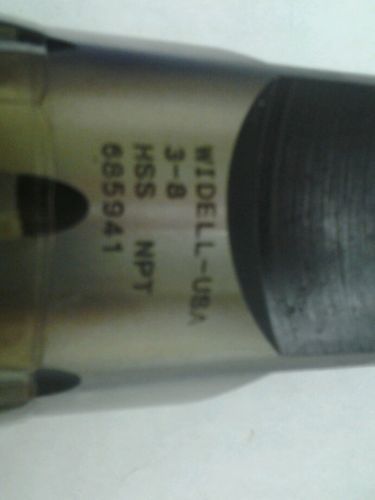 WIDELL-USA
3-8
HSS NPT
685941